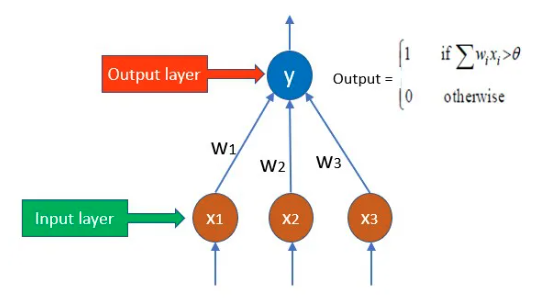 Output layer
y
Output = { 1 if ∑wᵢxᵢ>θ
0 otherwise
W1
W2
W3
Input layer
x1
x2
x3